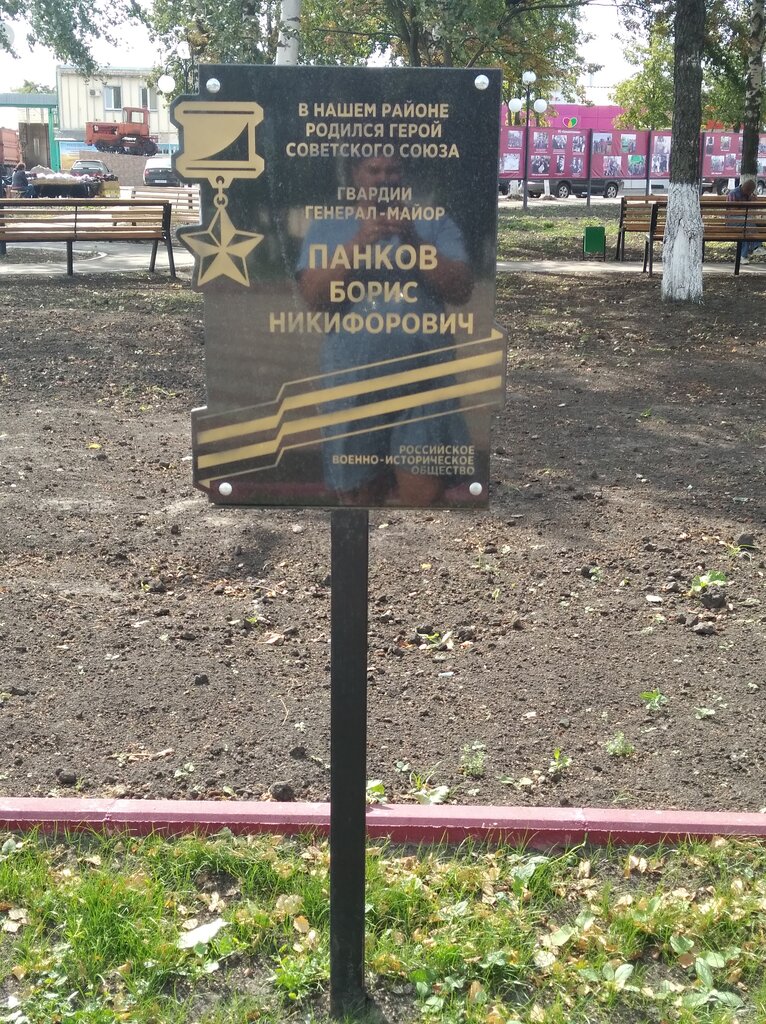 В НАШЕМ РАЙОНЕ
РОДИЛСЯ ГЕРОЙ
СОВЕТСКОГО СОЮЗА
ГВАРДИИ
ГЕНЕРАЛ-МАЙОР
ПАНКОВ
БОРИС
НИКИФОРОВИЧ
РОССИЙСКОЕ
ВОЕННО-ИСТОРИЧЕСКОЕ
ОБЩЕСТВО